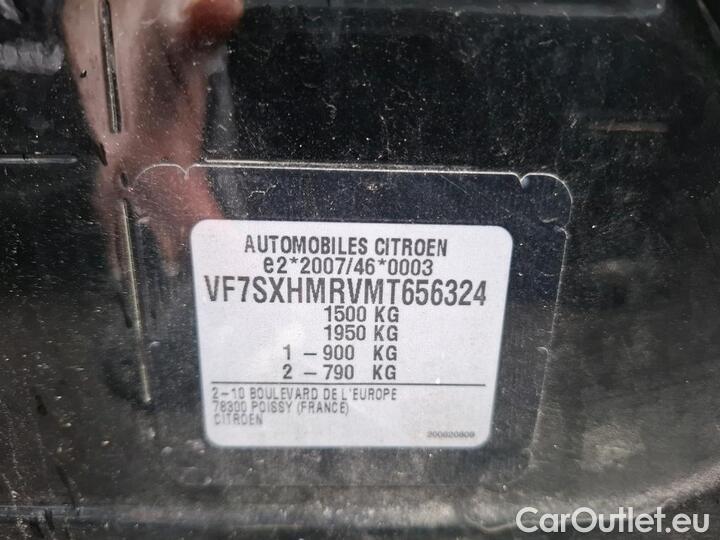 AUTOMOBILES CITROEN
e2*2007/46*0003
VF7SXHMRVMT656324
1500 KG
1950 KG
1 - 900 KG
2 - 790 KG
2-10 BOULEVARD DE L'EUROPE
78300 POISSY (FRANCE)
CITROEN
CarOutlet.eu